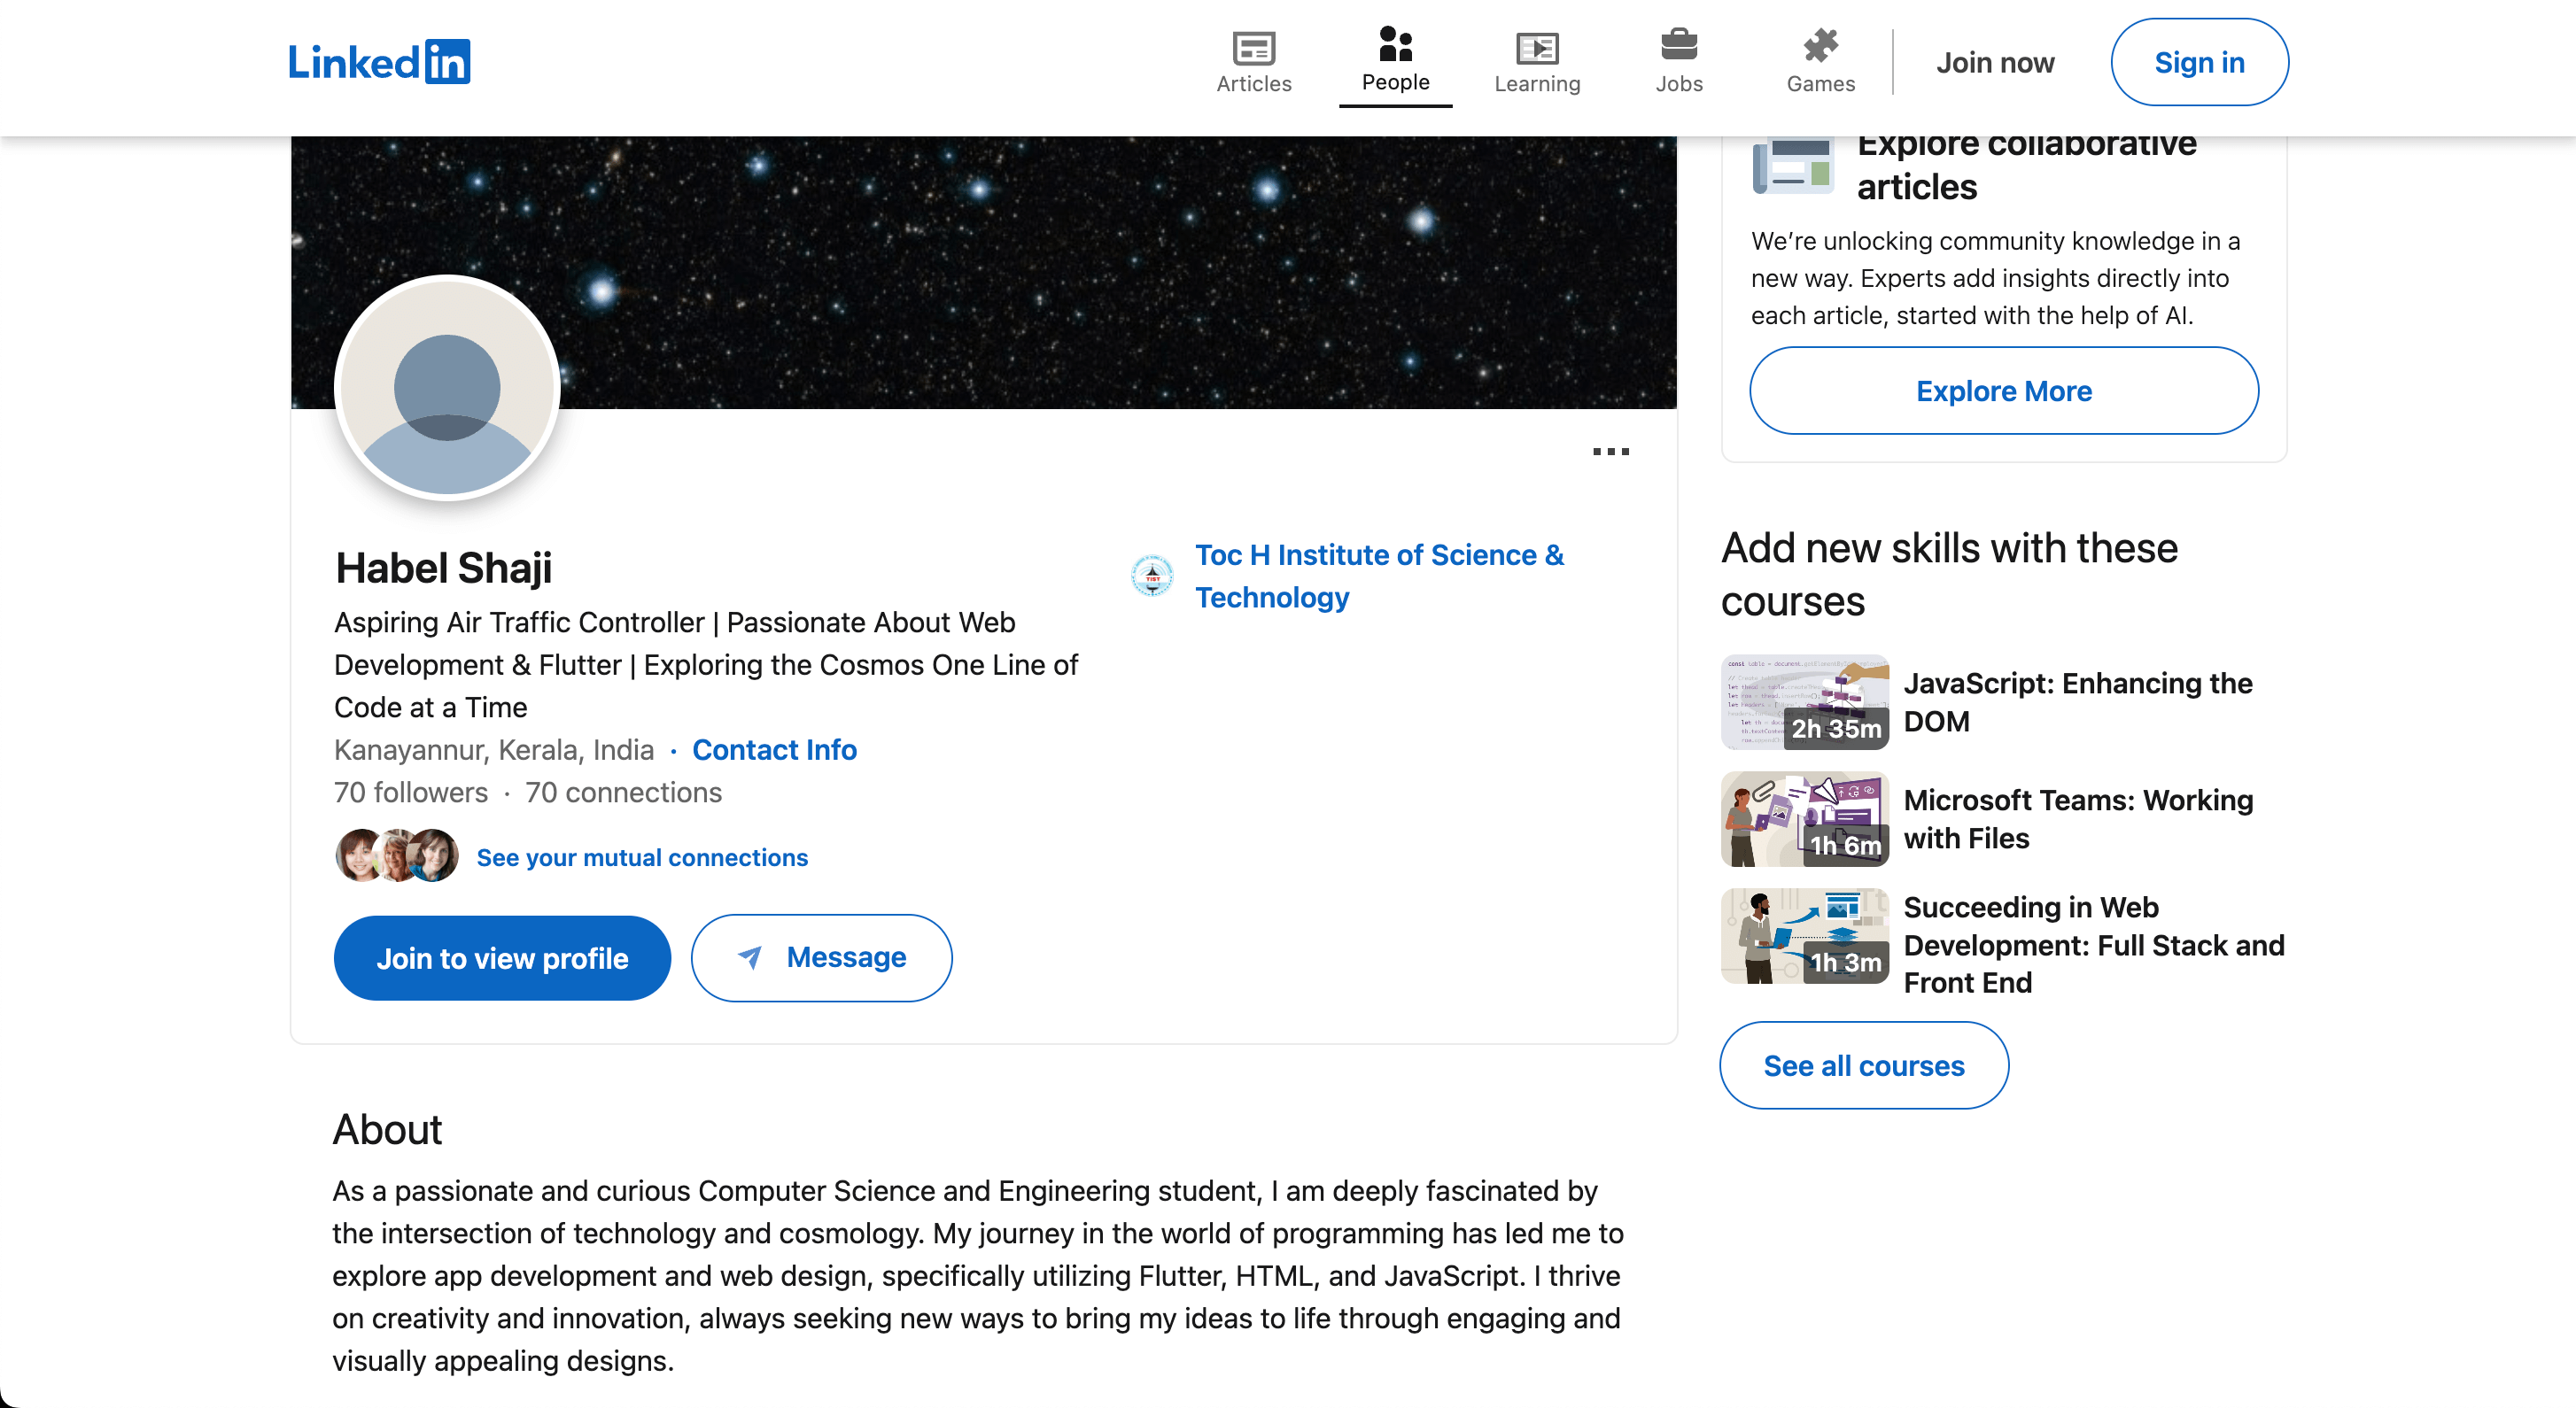 Linked in
Articles
People
Learning
Jobs
Games
Join now
Sign in
Explore collaborative
articles
We're unlocking community knowledge in a
new way. Experts add insights directly into
each article, started with the help of AI.
Explore More
Habel Shaji
Aspiring Air Traffic Controller | Passionate About Web
Development & Flutter | Exploring the Cosmos One Line of
Code at a Time
Kanayannur, Kerala, India · Contact Info
70 followers · 70 connections
See your mutual connections
Join to view profile
Message
TIST
Toc H Institute of Science &
Technology
Add new skills with these
courses
2h 35m
JavaScript: Enhancing the
DOM
1h 6m
Microsoft Teams: Working
with Files
1h 3m
Succeeding in Web
Development: Full Stack and
Front End
See all courses
About
As a passionate and curious Computer Science and Engineering student, I am deeply fascinated by
the intersection of technology and cosmology. My journey in the world of programming has led me to
explore app development and web design, specifically utilizing Flutter, HTML, and JavaScript. I thrive
on creativity and innovation, always seeking new ways to bring my ideas to life through engaging and
visually appealing designs.